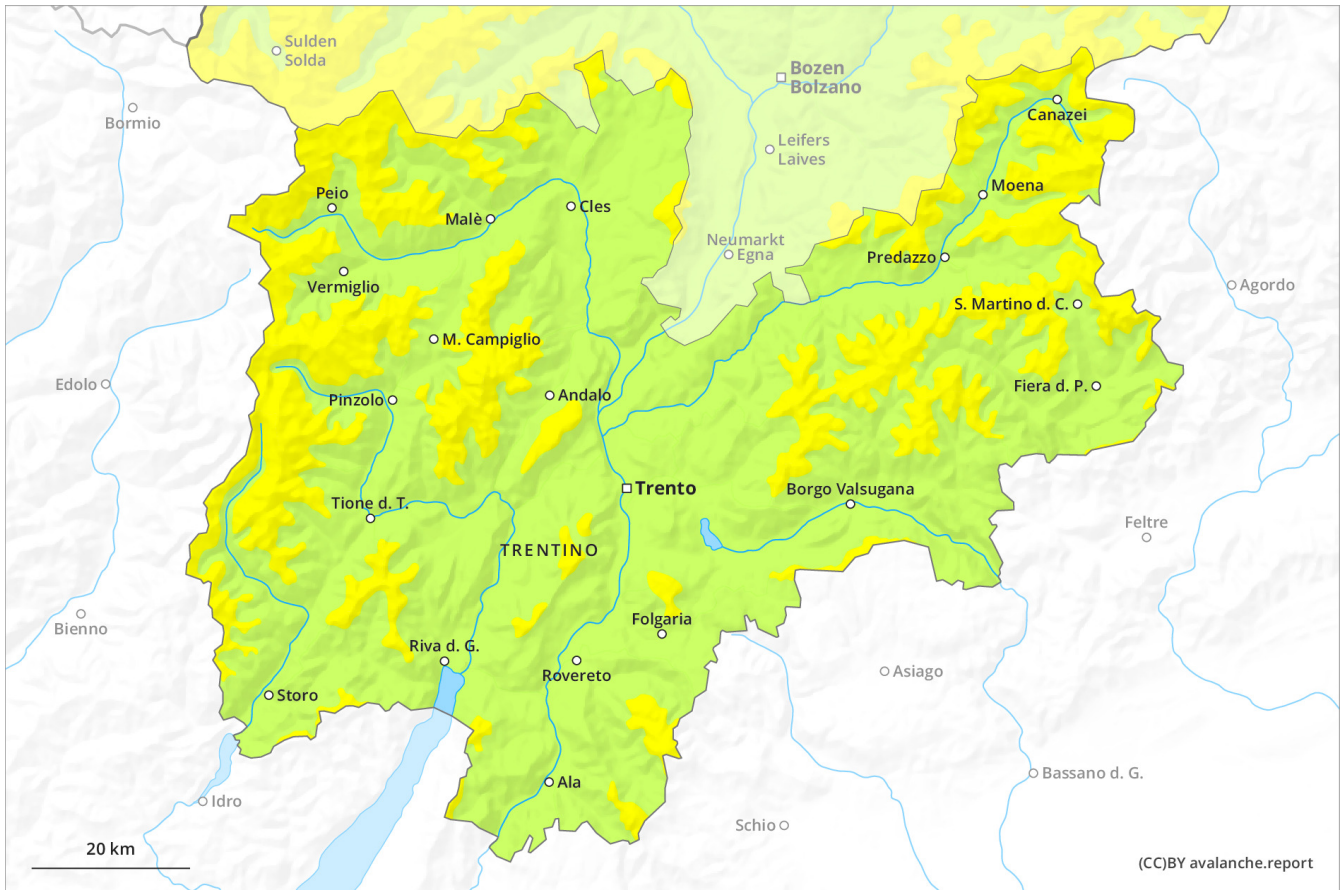 Sulden
Solda
Bozen
Bolzano
Bormio
Canazei
Leifers
Laives
Peio
Moena
Malè
Cles
Neumarkt
Egna
Predazzo
Vermiglio
Agordo
S. Martino d. C.
M. Campiglio
Edolo
Fiera d. P.
Pinzolo
Andalo
Trento
Borgo Valsugana
Tione d. T.
Feltre
TRENTINO
Bienno
Folgaria
Riva d. G.
Asiago
Rovereto
Storo
Bassano d. G.
Ala
Idro
Schio
20 km
(CC)BY avalanche.report